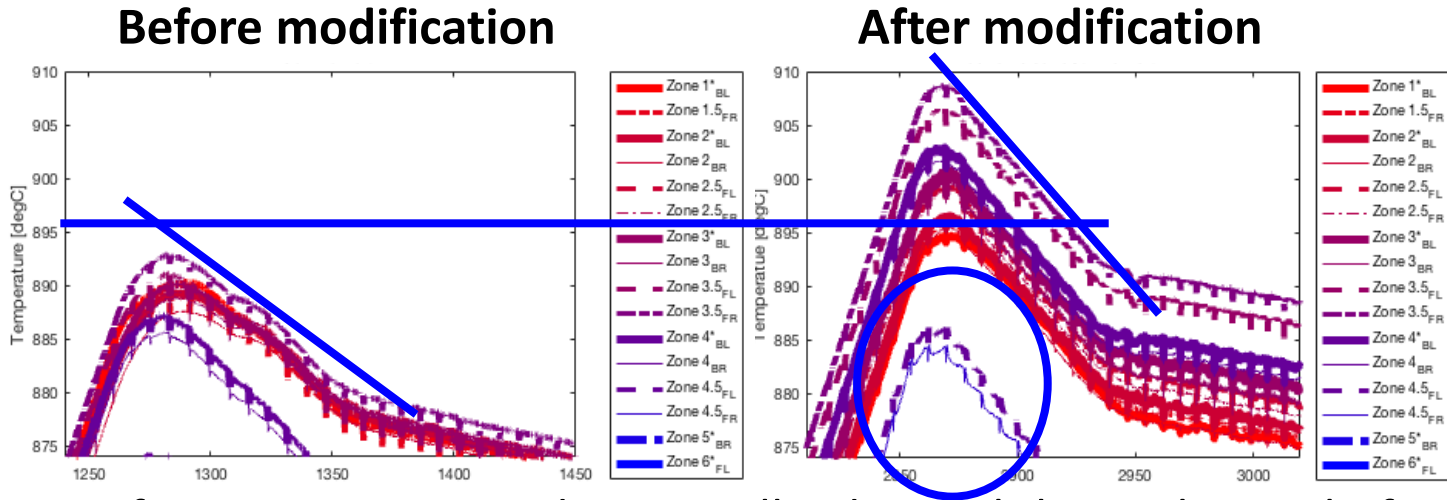 Before modification
After modification
910
905
900
895
890
885
880
875
Temperature [degC]
1250
1300
1350
1400
1450
Zone 1*BL
Zone 1.5FR
Zone 2*BL
Zone 2BR
Zone 2.5FL
Zone 2.5FR
Zone 3*BL
Zone 3BR
Zone 3.5FL
Zone 3.5FR
Zone 4*BL
Zone 4BR
Zone 4.5FL
Zone 4.5FR
Zone 5*BR
Zone 6*FL
910
905
900
895
890
885
880
875
Temperatue [degC]
2850
2900
2950
3000
Zone 1*BL
Zone 1.5FR
Zone 2*BL
Zone 2BR
Zone 2.5FL
Zone 2.5FR
Zone 3*BL
Zone 3BR
Zone 3.5FL
Zone 3.5FR
Zone 4*BL
Zone 4BR
Zone 4.5FL
Zone 4.5FR
Zone 5*BR
Zone 6*FL